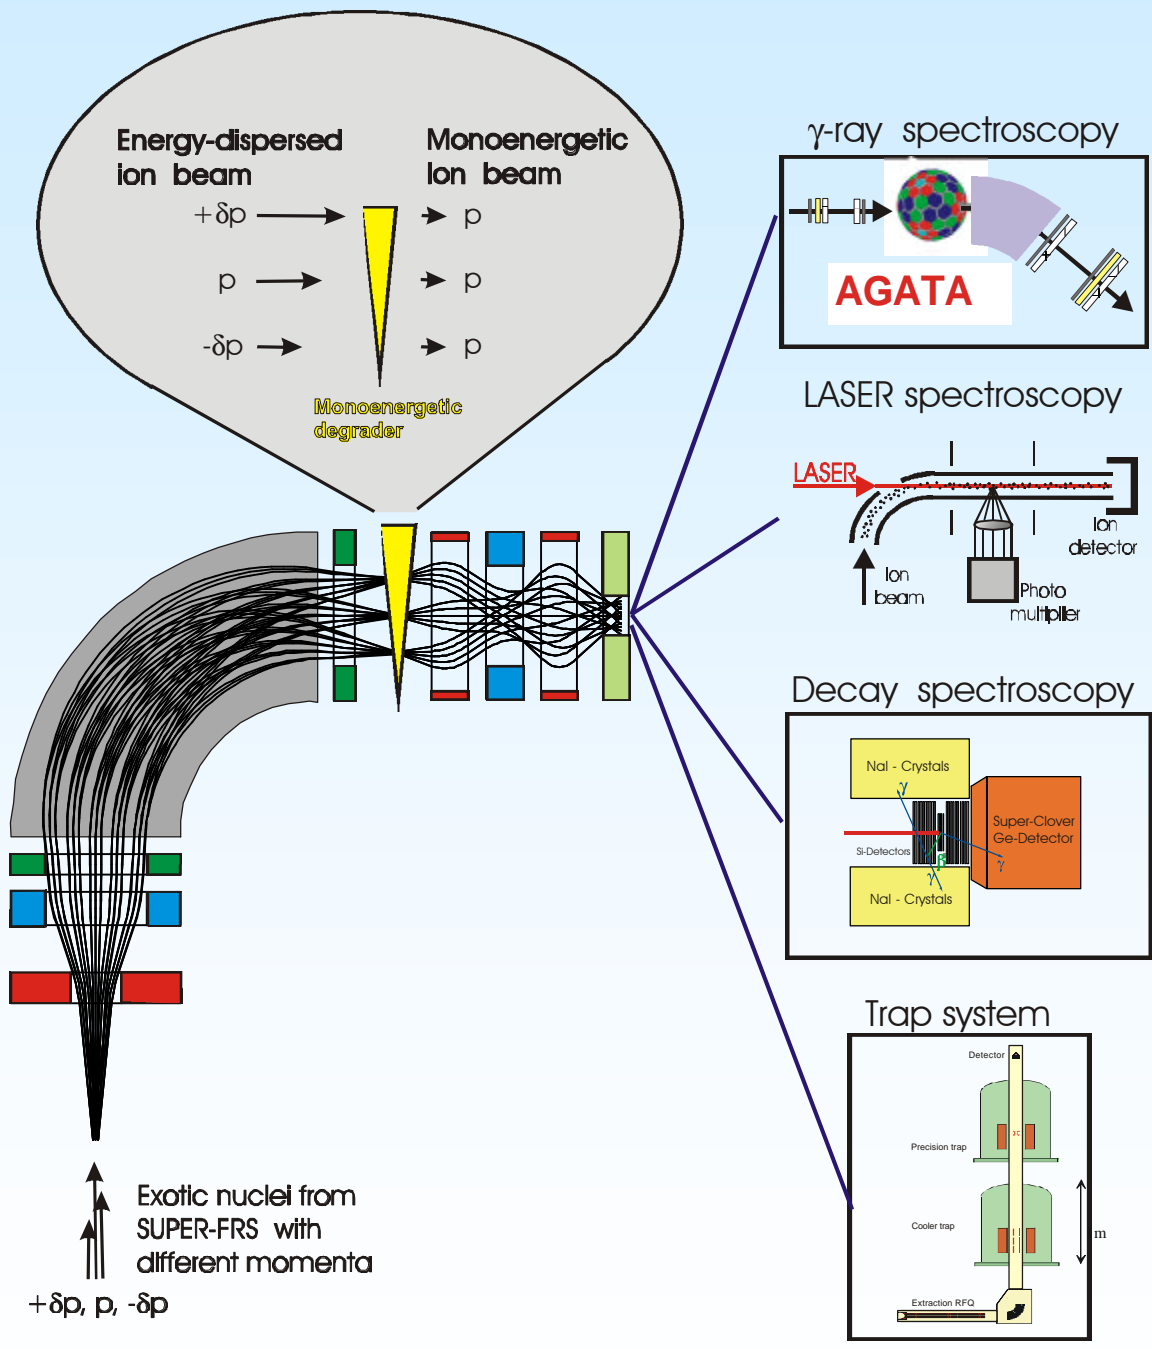 Energy-dispersed
ion beam
Monoenergetic
Ion beam
+δp
p
p
p
-δp
p
Monoenergetic
degrader
Exotic nuclei from
SUPER-FRS with
different momenta
+δp, p, -δp
γ-ray spectroscopy
AGATA
LASER spectroscopy
LASER
Ion
detector
Ion
beam
Photo
multiplier
Decay spectroscopy
NaI - Crystals
γ
Super-Clover
Ge-Detector
Si-Detectors
β
γ
γ
NaI - Crystals
Trap system
Detector
Precision trap
Cooler trap
m
Extraction RFQ